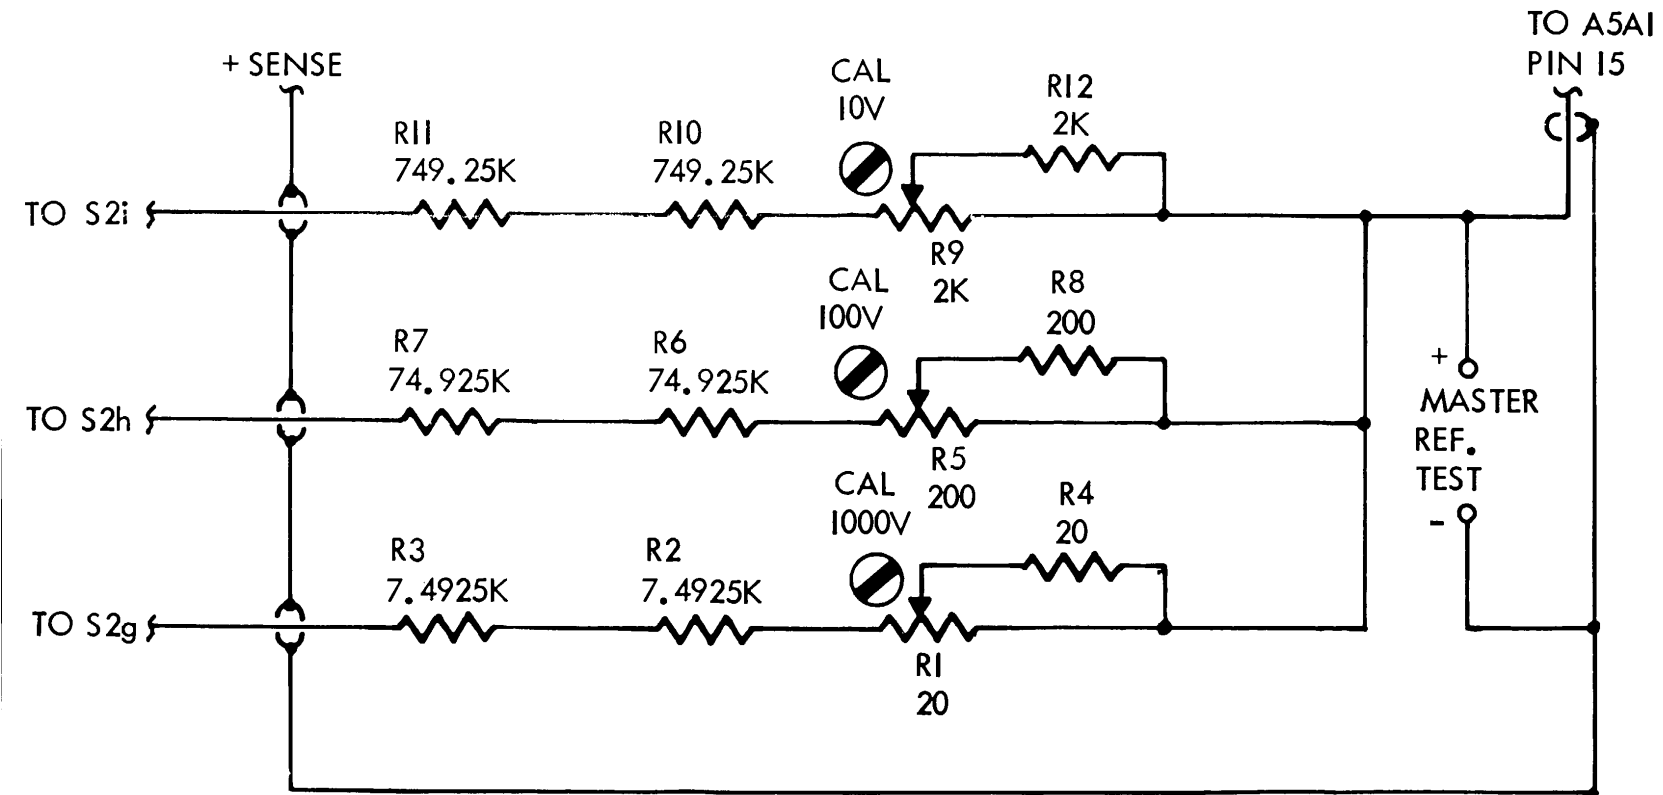 TO A5A1
PIN 15
+ SENSE
CAL
10V
R12
2K
R11
749.25K
R10
749.25K
TO S2i
R9
2K
CAL
100V
R8
200
R7
74.925K
R6
74.925K
TO S2h
R5
200
+
MASTER
REF.
TEST
-
CAL
1000V
R4
20
R3
7.4925K
R2
7.4925K
TO S2g
R1
20